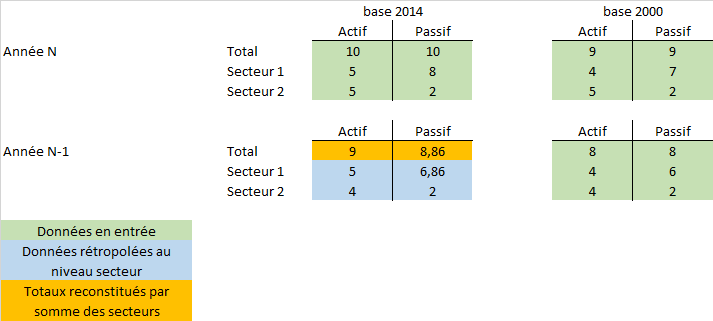 base 2014 base 2000
Actif Passif Actif Passif
Année N Total 10 10 9 9
Secteur 1 5 8 4 7
Secteur 2 5 2 5 2
Actif Passif Actif Passif
Année N-1 Total 9 8,86 8 8
Secteur 1 5 6,86 4 6
Secteur 2 4 2 4 2
Données en entrée
Données rétropolées au
niveau secteur
Totaux reconstitués par
somme des secteurs